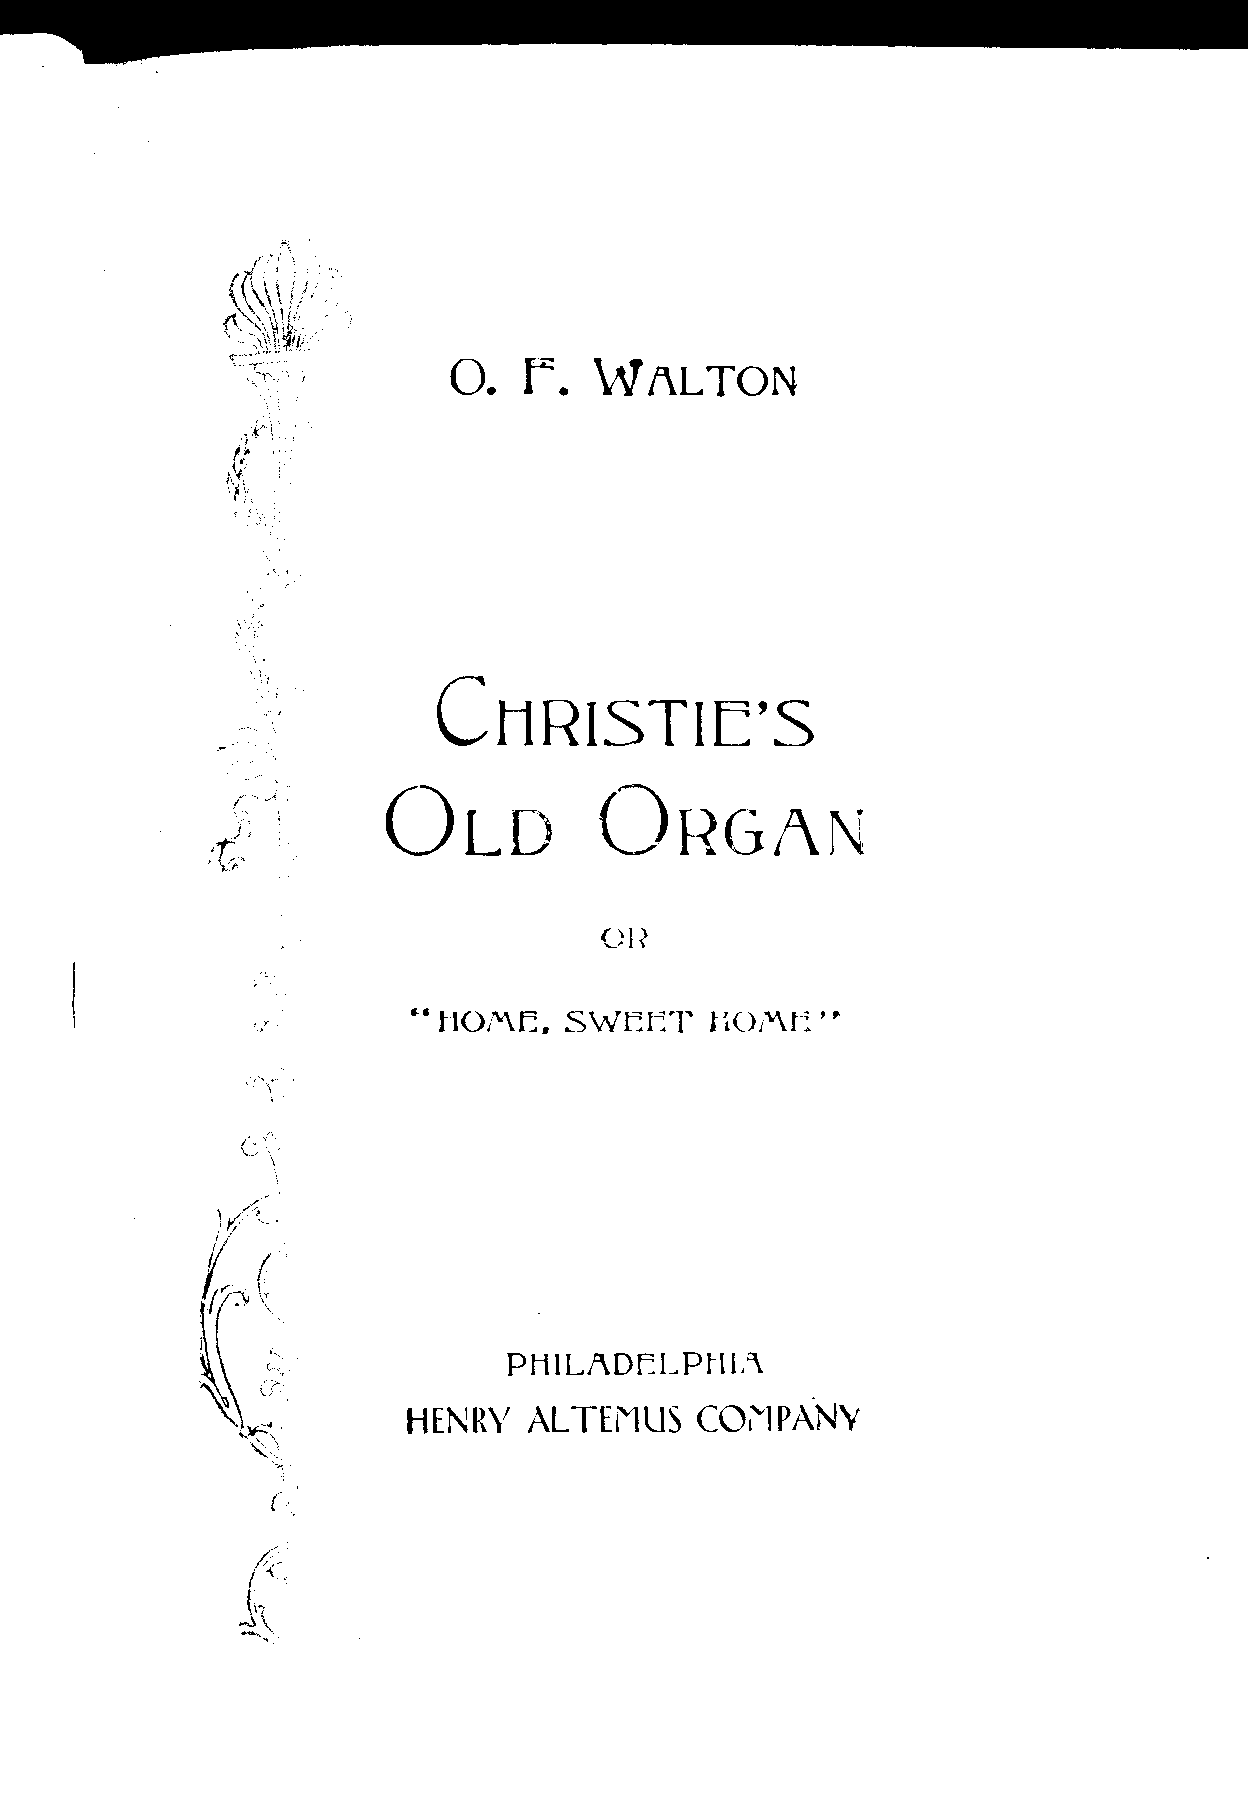 O. F. WALTON
CHRISTIE'S
OLD ORGAN
OR
"HOME, SWEET HOME"
PHILADELPHIA
HENRY ALTEMUS COMPANY